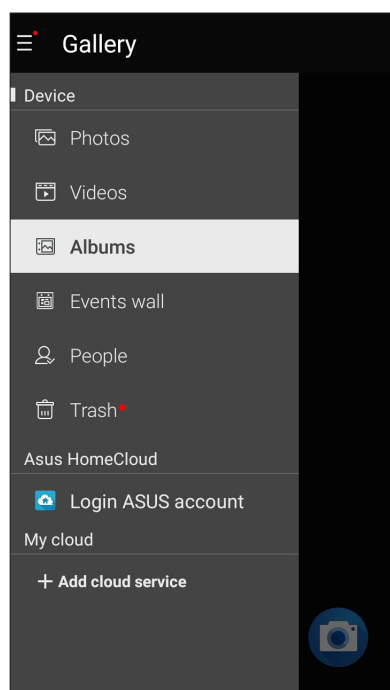 Gallery
Device
Photos
Videos
Albums
Events wall
People
Trash
Asus HomeCloud
Login ASUS account
My cloud
+ Add cloud service